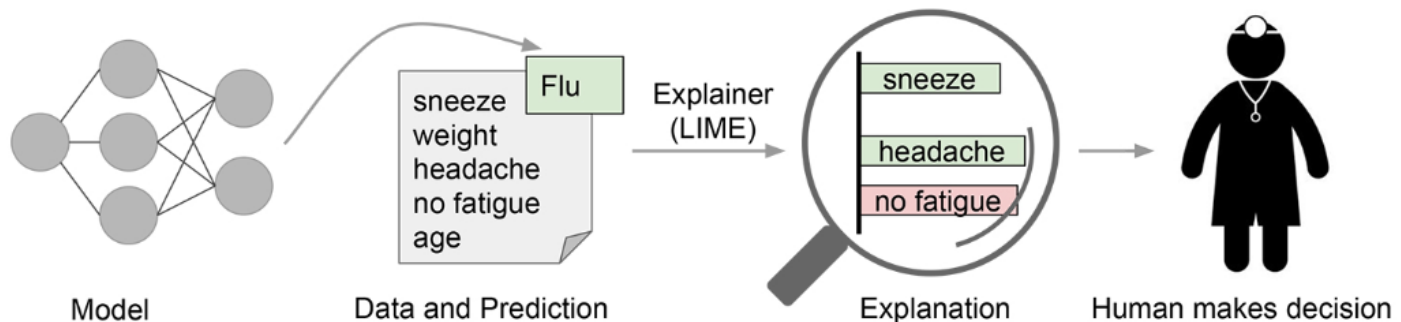 Flu
sneeze
weight
headache
no fatigue
age
Explainer
(LIME)
sneeze
headache
no fatigue
Model
Data and Prediction
Explanation
Human makes decision